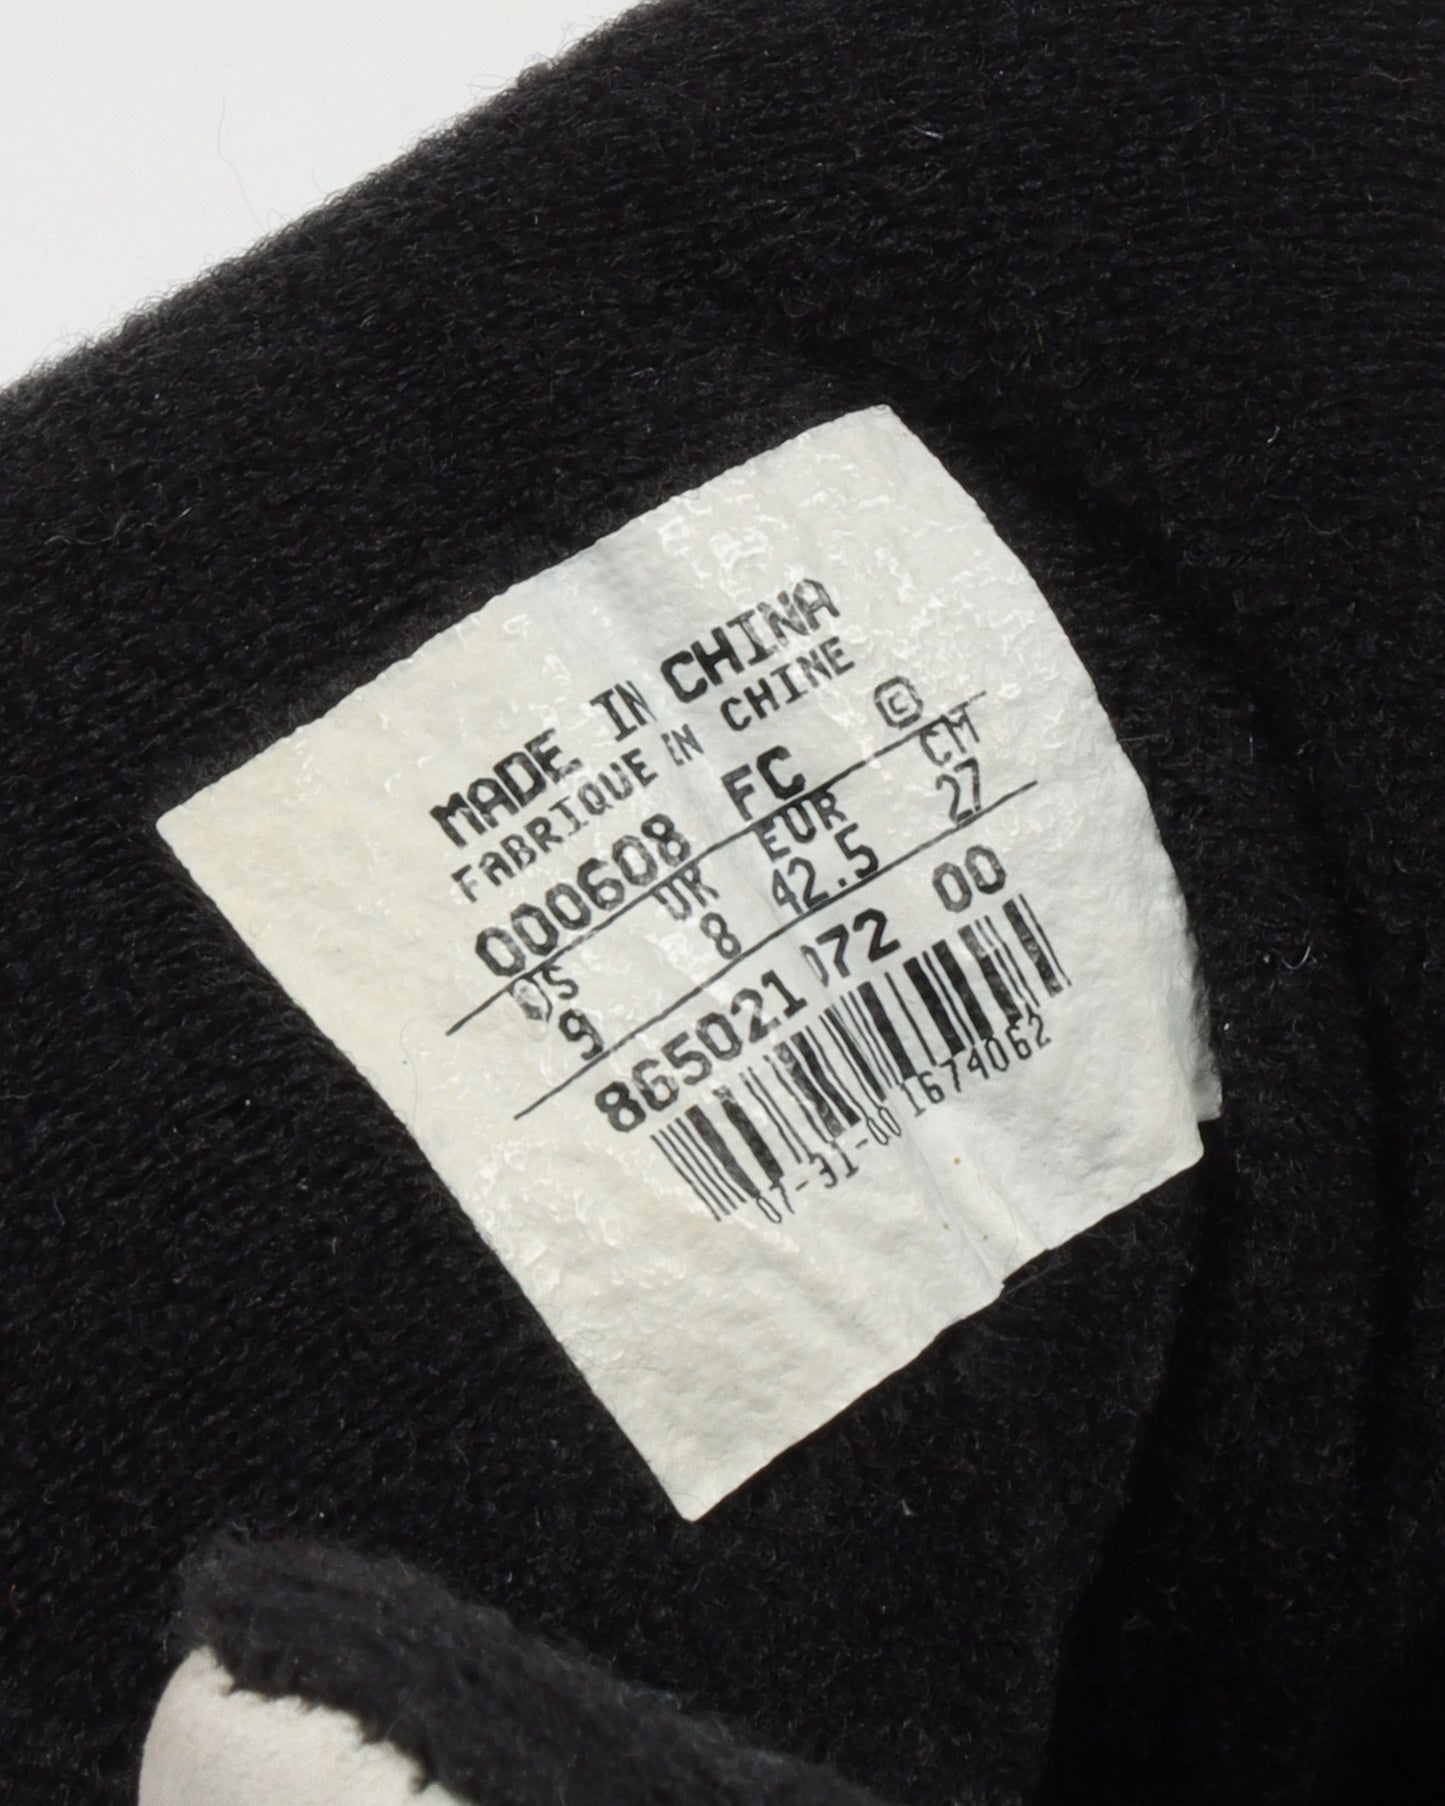 MADE IN CHINA
FABRIQUE EN CHINE
000608 FC ©
US UK EUR CM
9 8 42.5 27
865021 072 00
07-31-00 1674062